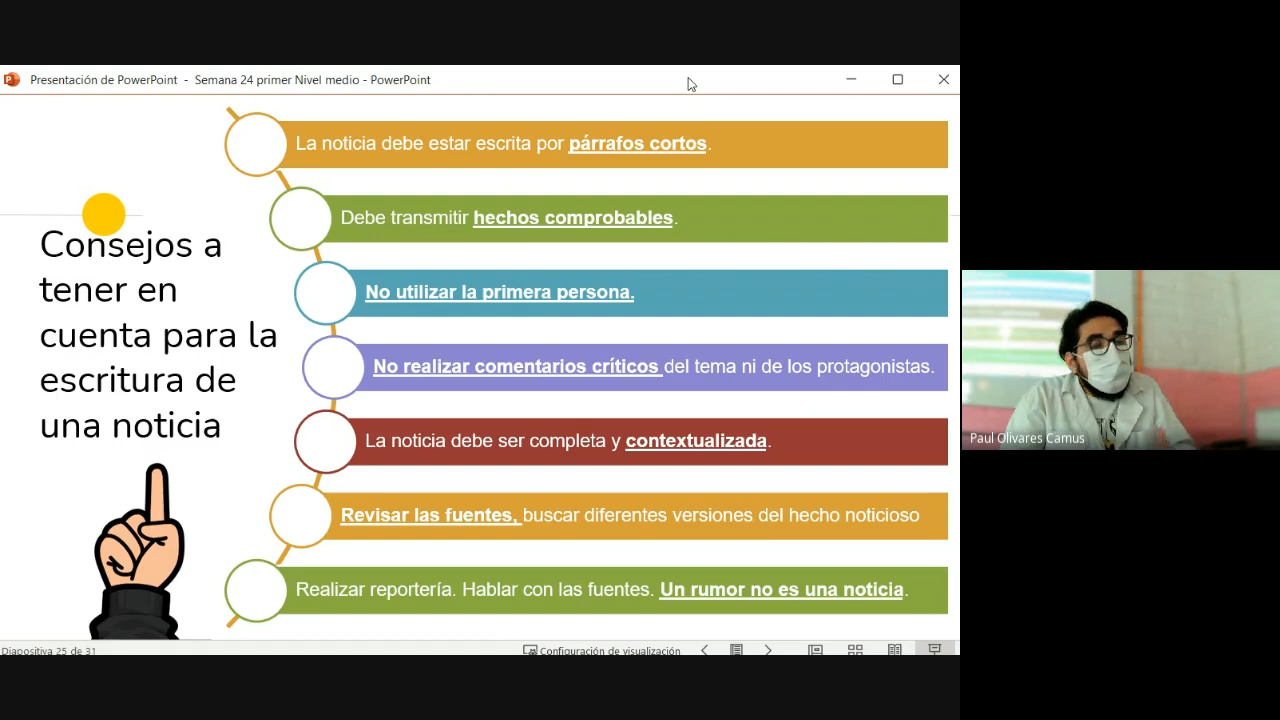 Presentación de PowerPoint - Semana 24 primer Nivel medio - PowerPoint
Consejos a
tener en
cuenta para la
escritura de
una noticia
La noticia debe estar escrita por párrafos cortos.
Debe transmitir hechos comprobables.
No utilizar la primera persona.
No realizar comentarios críticos del tema ni de los protagonistas.
La noticia debe ser completa y contextualizada.
Revisar las fuentes, buscar diferentes versiones del hecho noticioso
Realizar reportería. Hablar con las fuentes. Un rumor no es una noticia.
Diapositiva 25 de 31
Configuración de visualización
Paul Olivares Camus